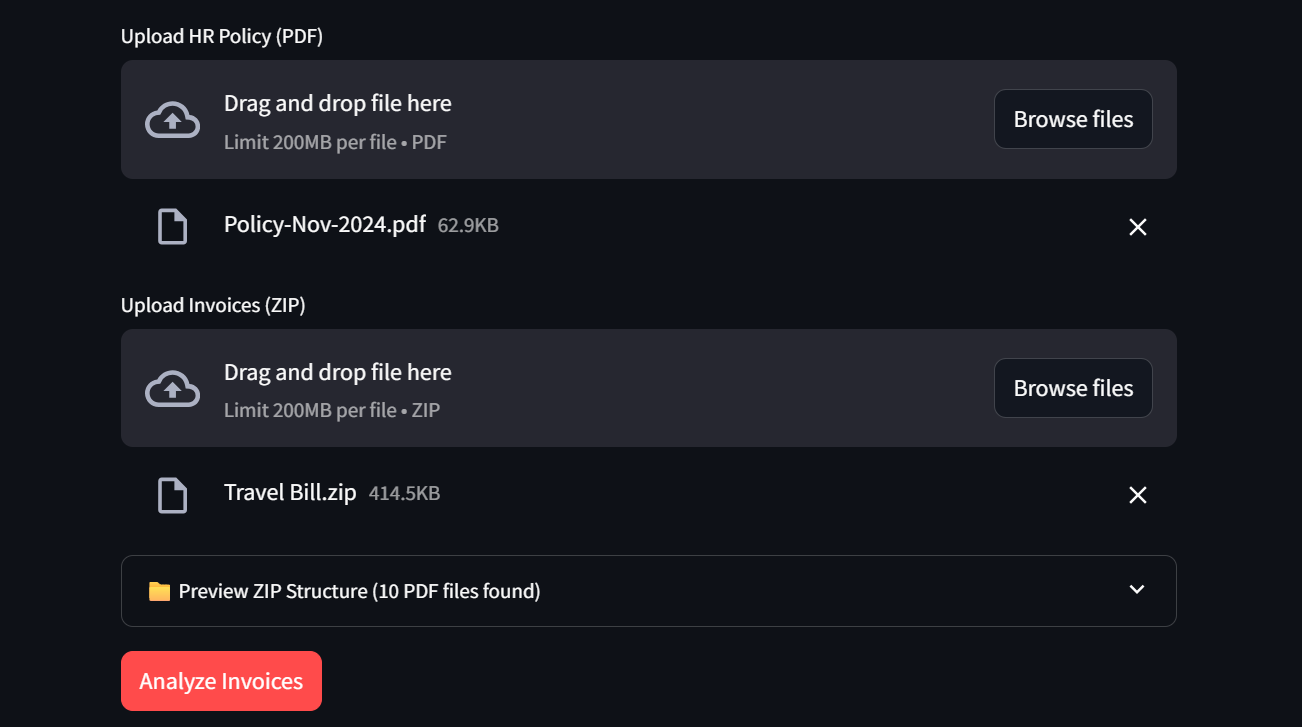 Upload HR Policy (PDF)
Drag and drop file here
Limit 200MB per file • PDF
Browse files
Policy-Nov-2024.pdf 62.9KB
Upload Invoices (ZIP)
Drag and drop file here
Limit 200MB per file • ZIP
Browse files
Travel Bill.zip 414.5KB
Preview ZIP Structure (10 PDF files found)
Analyze Invoices